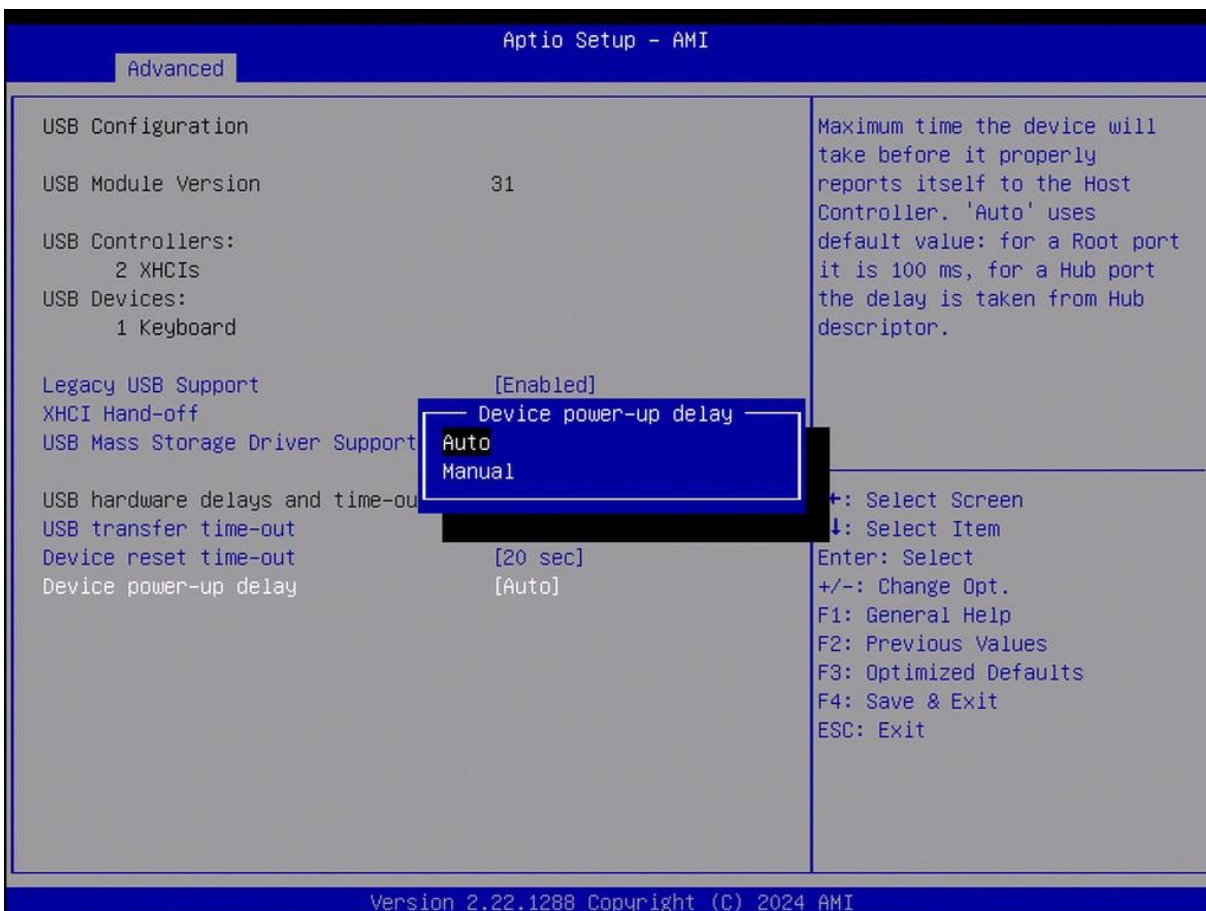 Aptio Setup - AMI
Advanced
USB Configuration
USB Module Version 31
USB Controllers:
2 XHCIs
USB Devices:
1 Keyboard
Legacy USB Support [Enabled]
XHCI Hand-off
USB Mass Storage Driver Support
USB hardware delays and time-ou
USB transfer time-out
Device reset time-out [20 sec]
Device power-up delay [Auto]
Device power-up delay
Auto
Manual
Maximum time the device will
take before it properly
reports itself to the Host
Controller. 'Auto' uses
default value: for a Root port
it is 100 ms, for a Hub port
the delay is taken from Hub
descriptor.
←: Select Screen
↓: Select Item
Enter: Select
+/-: Change Opt.
F1: General Help
F2: Previous Values
F3: Optimized Defaults
F4: Save & Exit
ESC: Exit
Version 2.22.1288 Copyright (C) 2024 AMI